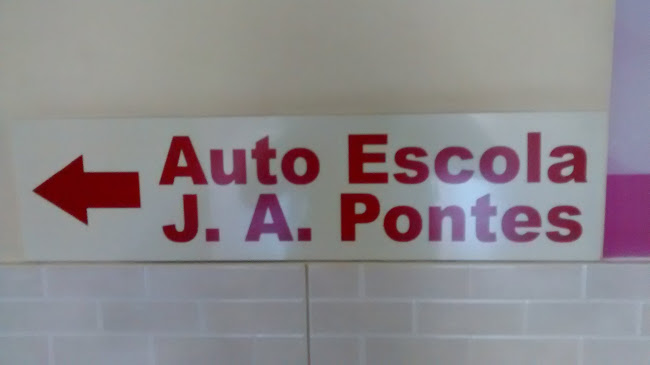 Auto Escola
J. A. Pontes